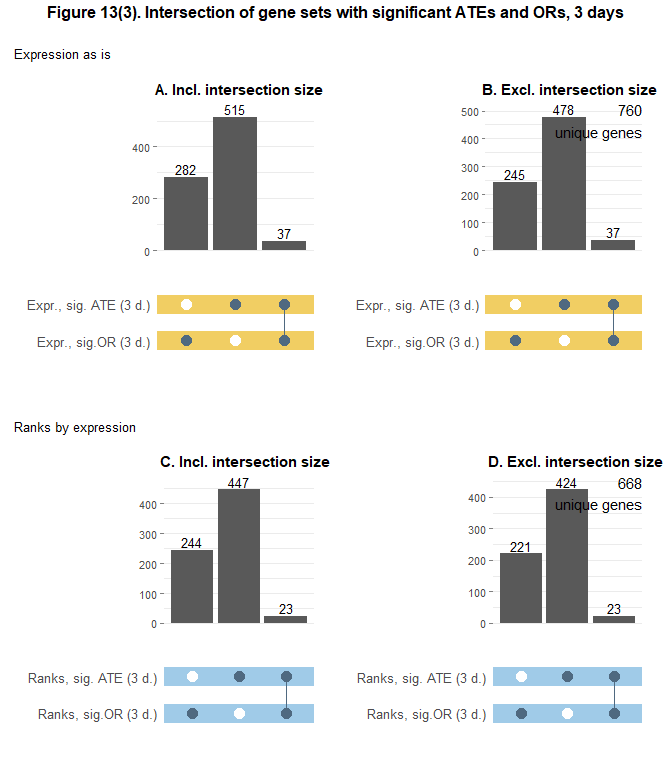 Figure 13(3). Intersection of gene sets with significant ATEs and ORs, 3 days
Expression as is
A. Incl. intersection size
515
400
282
200
37
0
Expr., sig. ATE (3 d.)
Expr., sig.OR (3 d.)
B. Excl. intersection size
500
478
760
unique genes
400
300
245
200
100
37
0
Expr., sig. ATE (3 d.)
Expr., sig.OR (3 d.)
Ranks by expression
C. Incl. intersection size
447
400
300
244
200
100
23
0
Ranks, sig. ATE (3 d.)
Ranks, sig.OR (3 d.)
D. Excl. intersection size
424
668
400
unique genes
300
221
200
100
23
0
Ranks, sig. ATE (3 d.)
Ranks, sig.OR (3 d.)